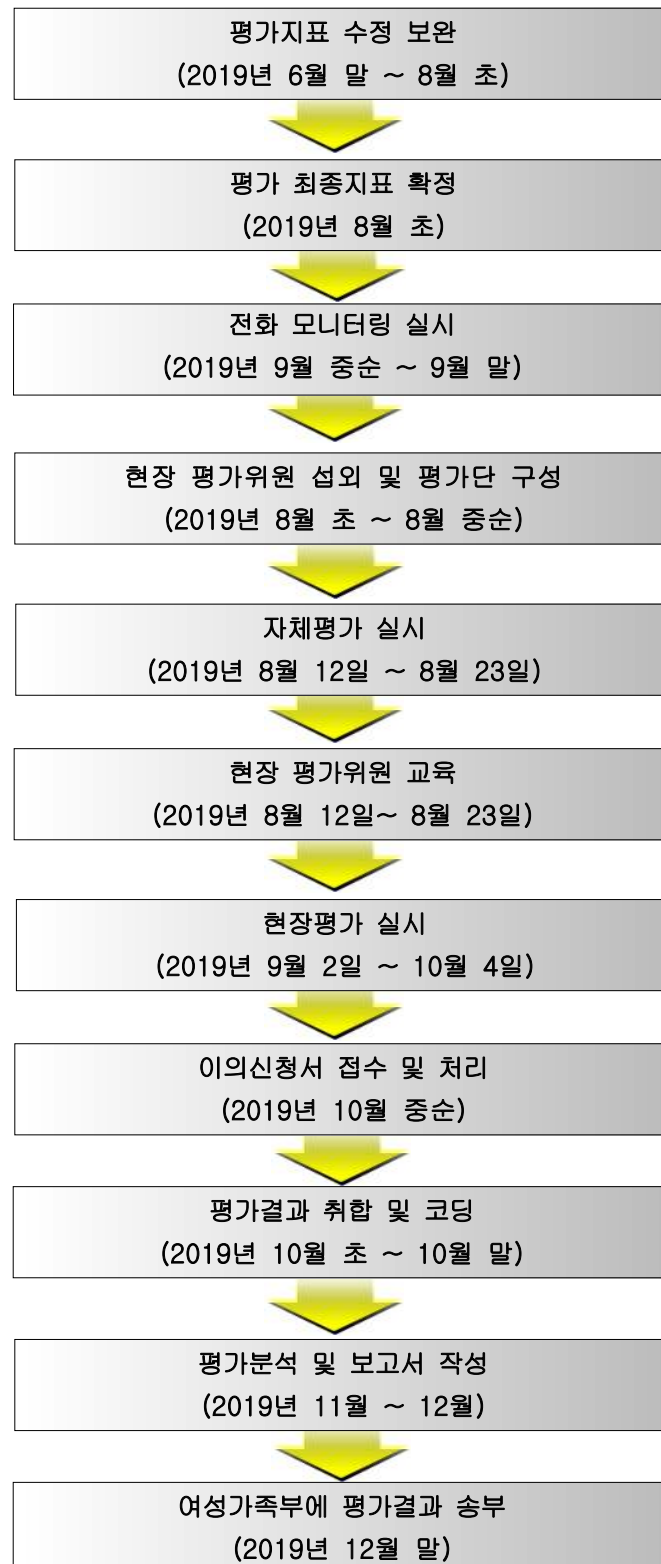 평가지표 수정 보완
(2019년 6월 말 ~ 8월 초)
평가 최종지표 확정
(2019년 8월 초)
전화 모니터링 실시
(2019년 9월 중순 ~ 9월 말)
현장 평가위원 섭외 및 평가단 구성
(2019년 8월 초 ~ 8월 중순)
자체평가 실시
(2019년 8월 12일 ~ 8월 23일)
현장 평가위원 교육
(2019년 8월 12일~ 8월 23일)
현장평가 실시
(2019년 9월 2일 ~ 10월 4일)
이의신청서 접수 및 처리
(2019년 10월 중순)
평가결과 취합 및 코딩
(2019년 10월 초 ~ 10월 말)
평가분석 및 보고서 작성
(2019년 11월 ~ 12월)
여성가족부에 평가결과 송부
(2019년 12월 말)